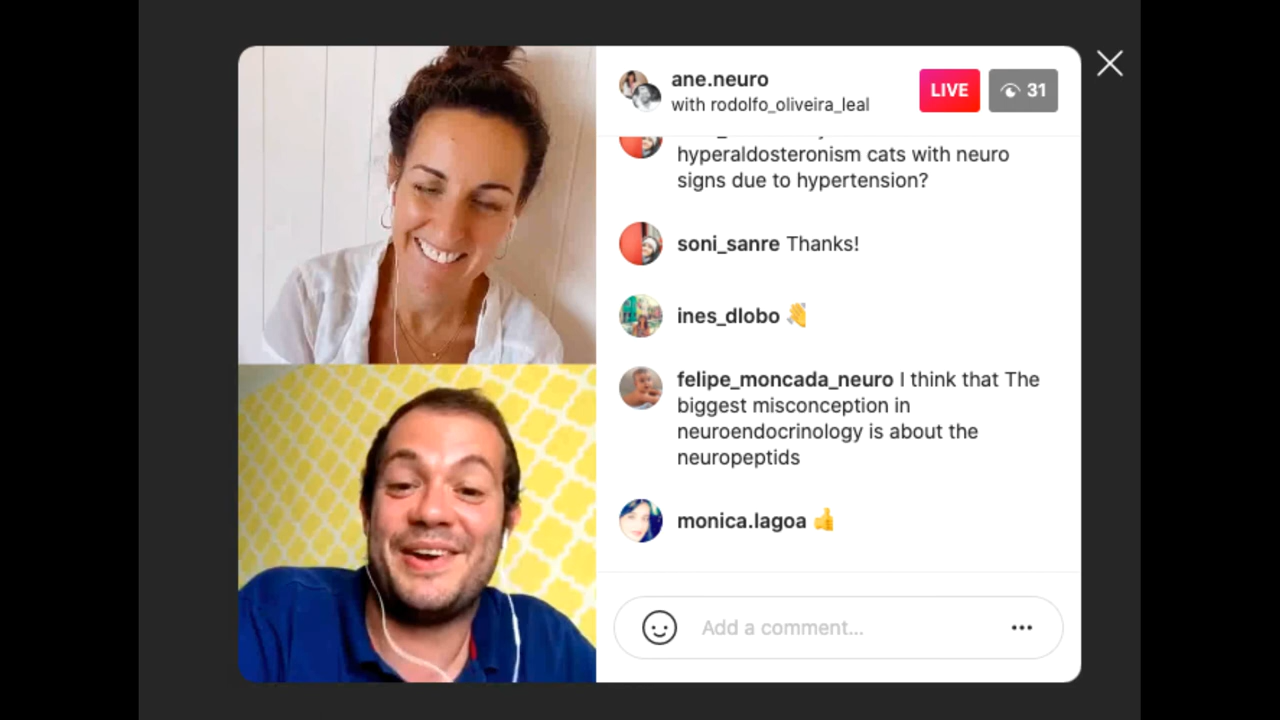 ane.neuro
with rodolfo_oliveira_leal
LIVE
31
hyperaldosteronism cats with neuro
signs due to hypertension?
soni_sanre Thanks!
ines_dlobo 👏
felipe_moncada_neuro I think that The
biggest misconception in
neuroendocrinology is about the
neuropeptids
monica.lagoa 👍
Add a comment...